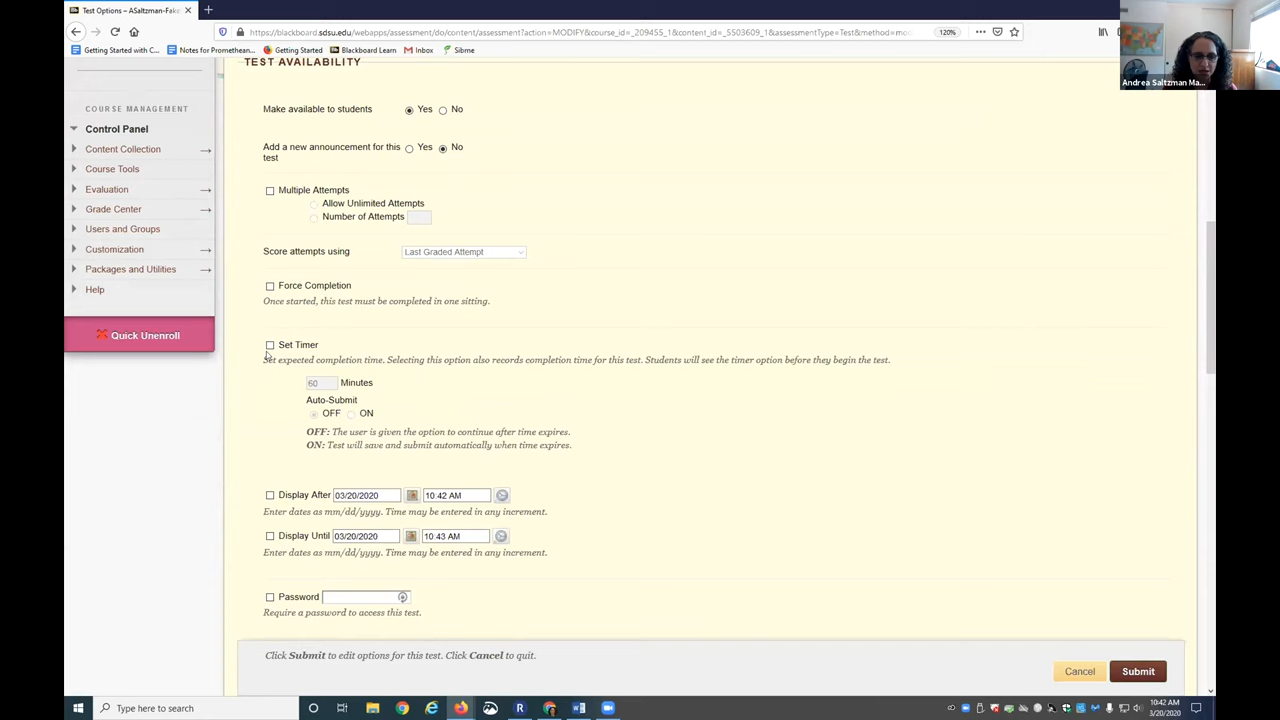 Test Options – ASaltzman-Fake
https://blackboard.sdsu.edu/webapps/assessment/do/content/assessment?action=MODIFY&course_id=_209455_1&content_id=_5503609_1&assessmentType=Test&method=mo
120%
Getting Started with C...
Notes for Promethean...
Getting Started
Blackboard Learn
Inbox
Sibme
Andrea Saltzman Ma...
COURSE MANAGEMENT
Control Panel
Content Collection
Course Tools
Evaluation
Grade Center
Users and Groups
Customization
Packages and Utilities
Help
Quick Unenroll
TEST AVAILABILITY
Make available to students Yes No
Add a new announcement for this test Yes No
Multiple Attempts
Allow Unlimited Attempts
Number of Attempts
Score attempts using Last Graded Attempt
Force Completion
Once started, this test must be completed in one sitting.
Set Timer
Set expected completion time. Selecting this option also records completion time for this test. Students will see the timer option before they begin the test.
60 Minutes
Auto-Submit
OFF ON
OFF: The user is given the option to continue after time expires.
ON: Test will save and submit automatically when time expires.
Display After 03/20/2020 10:42 AM
Enter dates as mm/dd/yyyy. Time may be entered in any increment.
Display Until 03/20/2020 10:43 AM
Enter dates as mm/dd/yyyy. Time may be entered in any increment.
Password
Require a password to access this test.
Click Submit to edit options for this test. Click Cancel to quit.
Cancel Submit
Type here to search
10:42 AM
3/20/2020